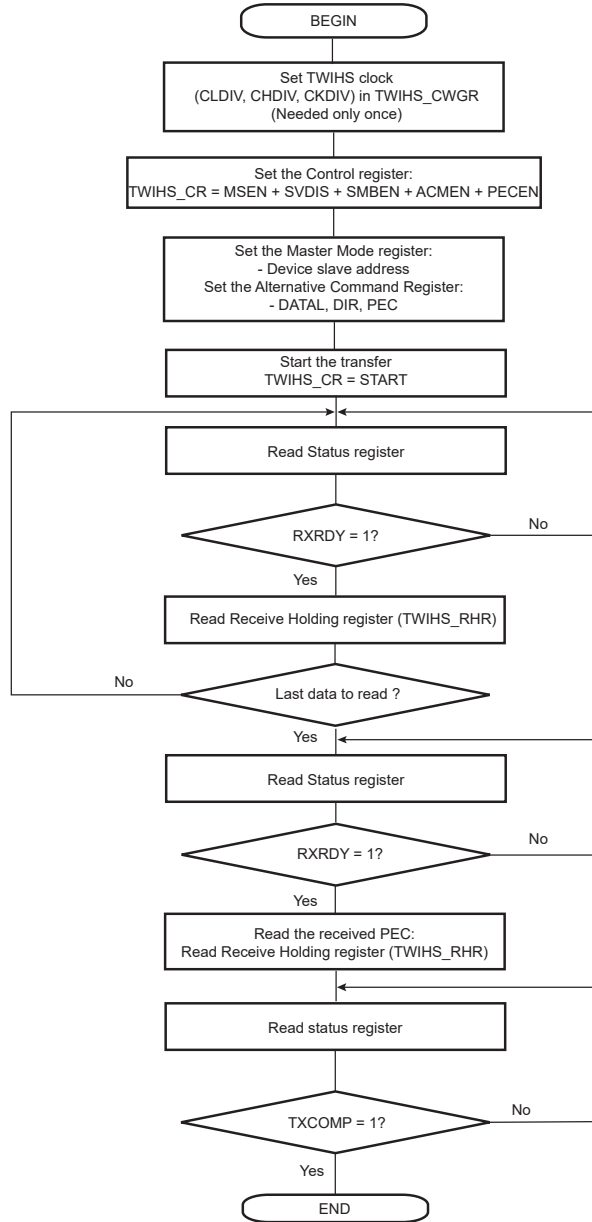 BEGIN
Set TWIHS clock
(CLDIV, CHDIV, CKDIV) in TWIHS_CWGR
(Needed only once)
Set the Control register:
TWIHS_CR = MSEN + SVDIS + SMBEN + ACMEN + PECEN
Set the Master Mode register:
- Device slave address
Set the Alternative Command Register:
- DATAL, DIR, PEC
Start the transfer
TWIHS_CR = START
Read Status register
RXRDY = 1?
No
Yes
Read Receive Holding register (TWIHS_RHR)
No
Last data to read ?
Yes
Read Status register
RXRDY = 1?
No
Yes
Read the received PEC:
Read Receive Holding register (TWIHS_RHR)
Read status register
TXCOMP = 1?
No
Yes
END